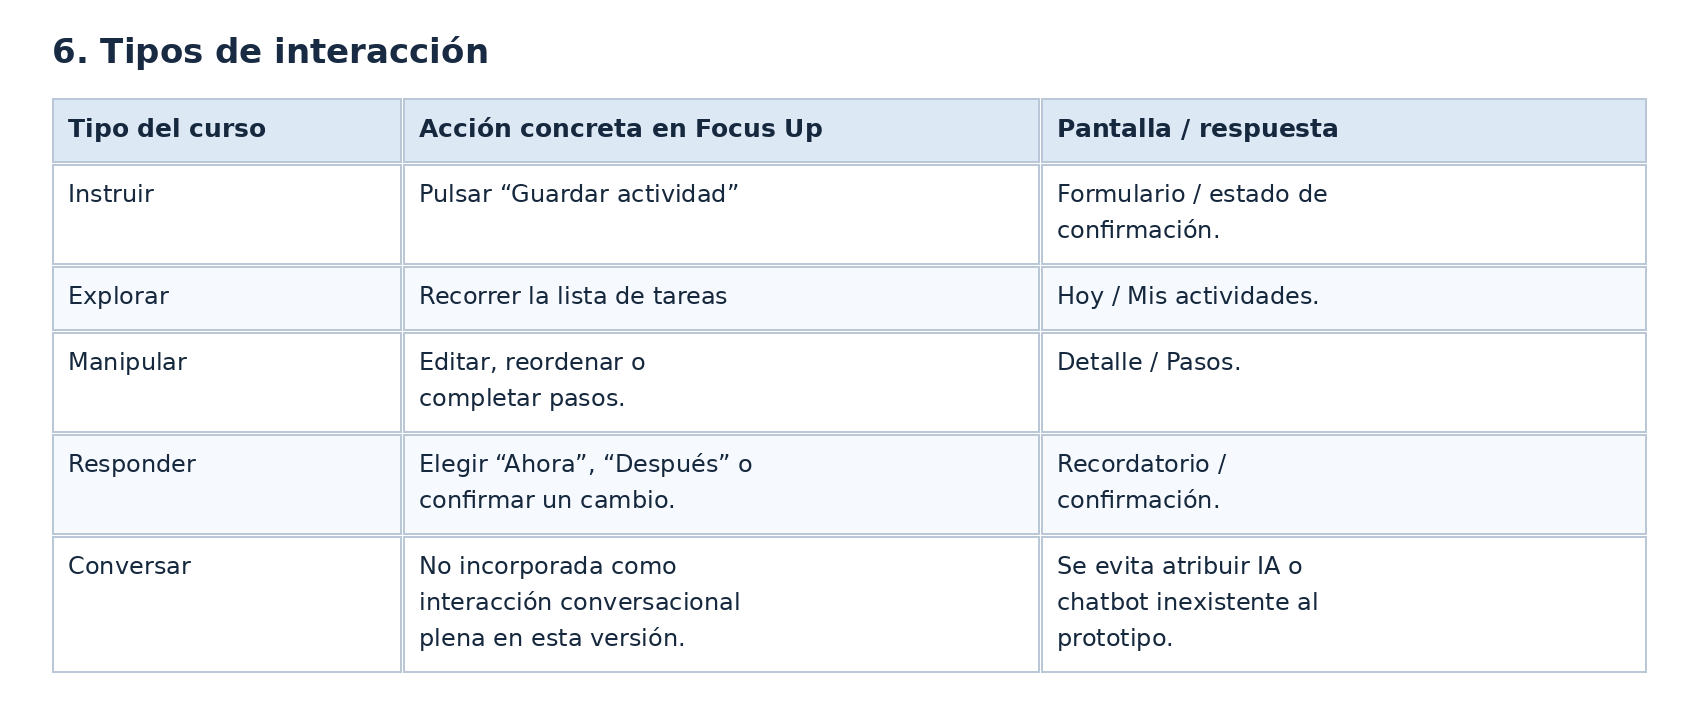 6. Tipos de interacción
Tipo del curso
Acción concreta en Focus Up
Pantalla / respuesta
Instruir
Pulsar “Guardar actividad”
Formulario / estado de
confirmación.
Explorar
Recorrer la lista de tareas
Hoy / Mis actividades.
Manipular
Editar, reordenar o
completar pasos.
Detalle / Pasos.
Responder
Elegir “Ahora”, “Después” o
confirmar un cambio.
Recordatorio /
confirmación.
Conversar
No incorporada como
interacción conversacional
plena en esta versión.
Se evita atribuir IA o
chatbot inexistente al
prototipo.